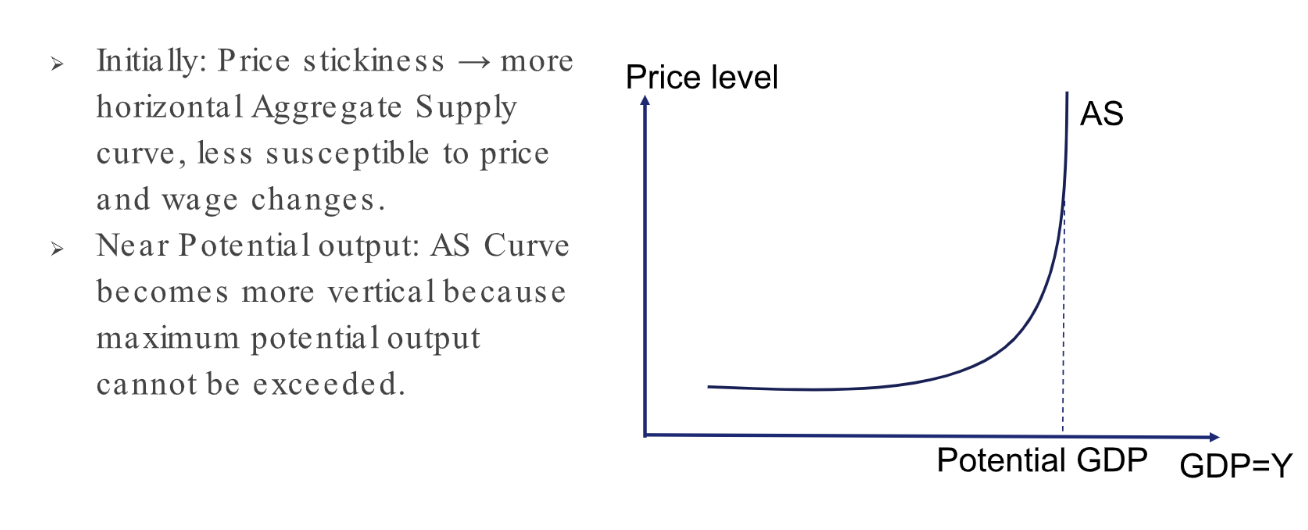 ➢ Initially: Price stickiness → more
horizontal Aggregate Supply
curve, less susceptible to price
and wage changes.
➢ Near Potential output: AS Curve
becomes more vertical because
maximum potential output
cannot be exceeded.
Price level
AS
Potential GDP
GDP=Y